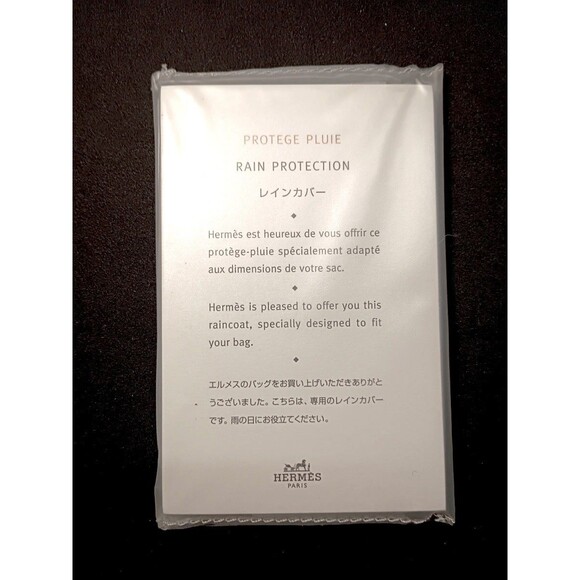 PROTEGE PLUIE
RAIN PROTECTION
レインカバー
Hermès est heureux de vous offrir ce
protège-pluie spécialement adapté
aux dimensions de votre sac.
Hermès is pleased to offer you this
raincoat, specially designed to fit
your bag.
エルメスのバッグをお買い上げいただきありがと
うございました。こちらは、専用のレインカバー
です。雨の日にお役立てください。
HERMÈS
PARIS